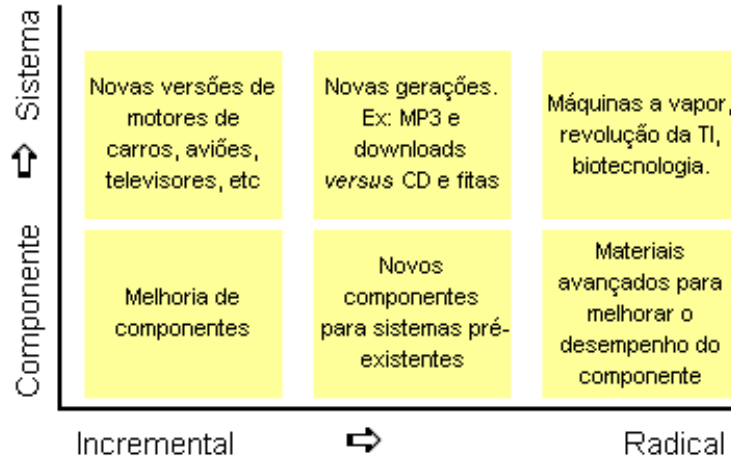 Sistema
Novas versões de
motores de
carros, aviões,
televisores, etc
Novas gerações.
Ex: MP3 e
downloads
versus CD e fitas
Máquinas a vapor,
revolução da TI,
biotecnologia.
Componente
Melhoria de
componentes
Novos
componentes
para sistemas pré-
existentes
Materiais
avançados para
melhorar o
desempenho do
componente
Incremental
Radical